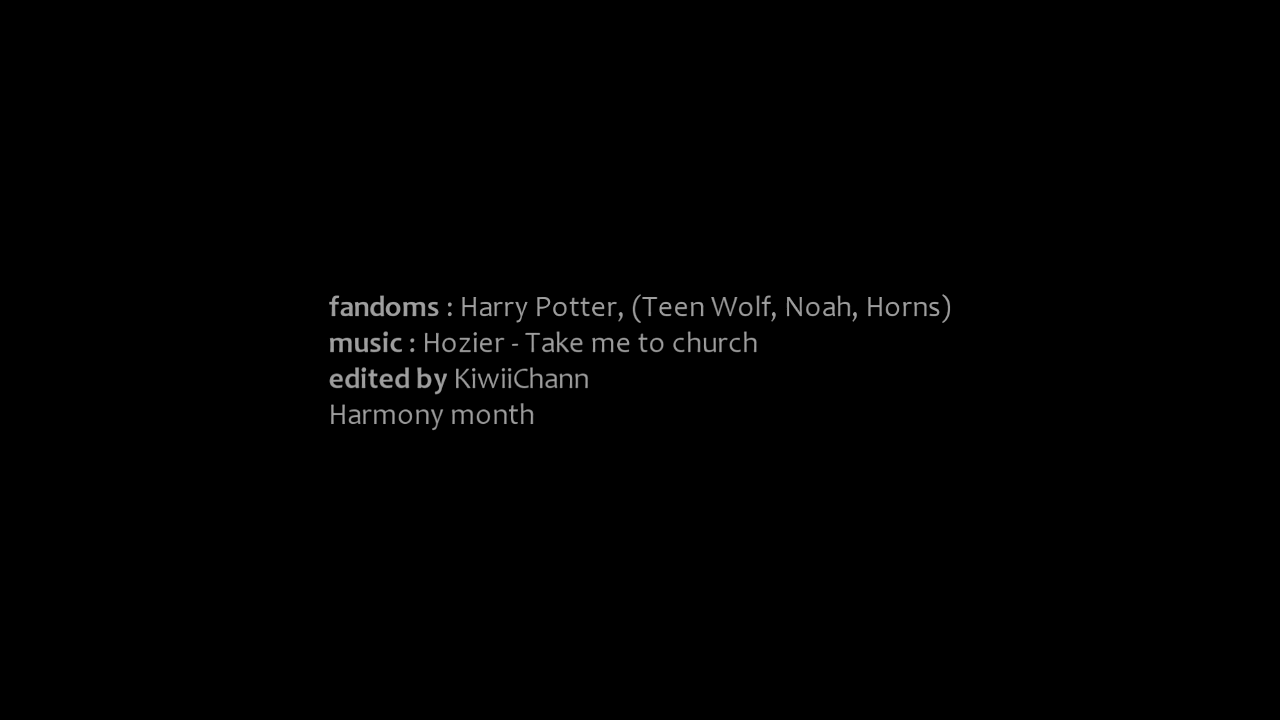 fandoms : Harry Potter, (Teen Wolf, Noah, Horns)
music : Hozier - Take me to church
edited by KiwiiChann
Harmony month